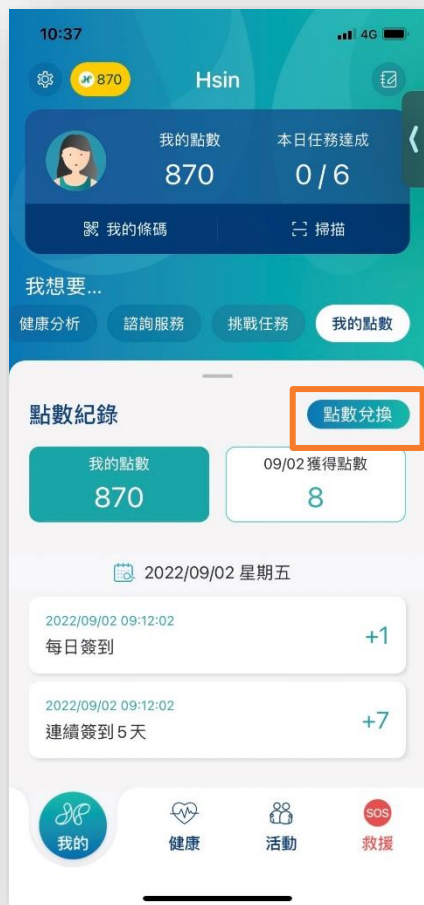 10:37
4G
870
Hsin
我的點數
本日任務達成
870
0/6
我的條碼
掃描
我想要...
健康分析
諮詢服務
挑戰任務
我的點數
點數紀錄
點數兌換
我的點數
09/02獲得點數
870
8
2022/09/02 星期五
2022/09/02 09:12:02
每日簽到
+1
2022/09/02 09:12:02
連續簽到5天
+7
我的
健康
活動
SOS
救援